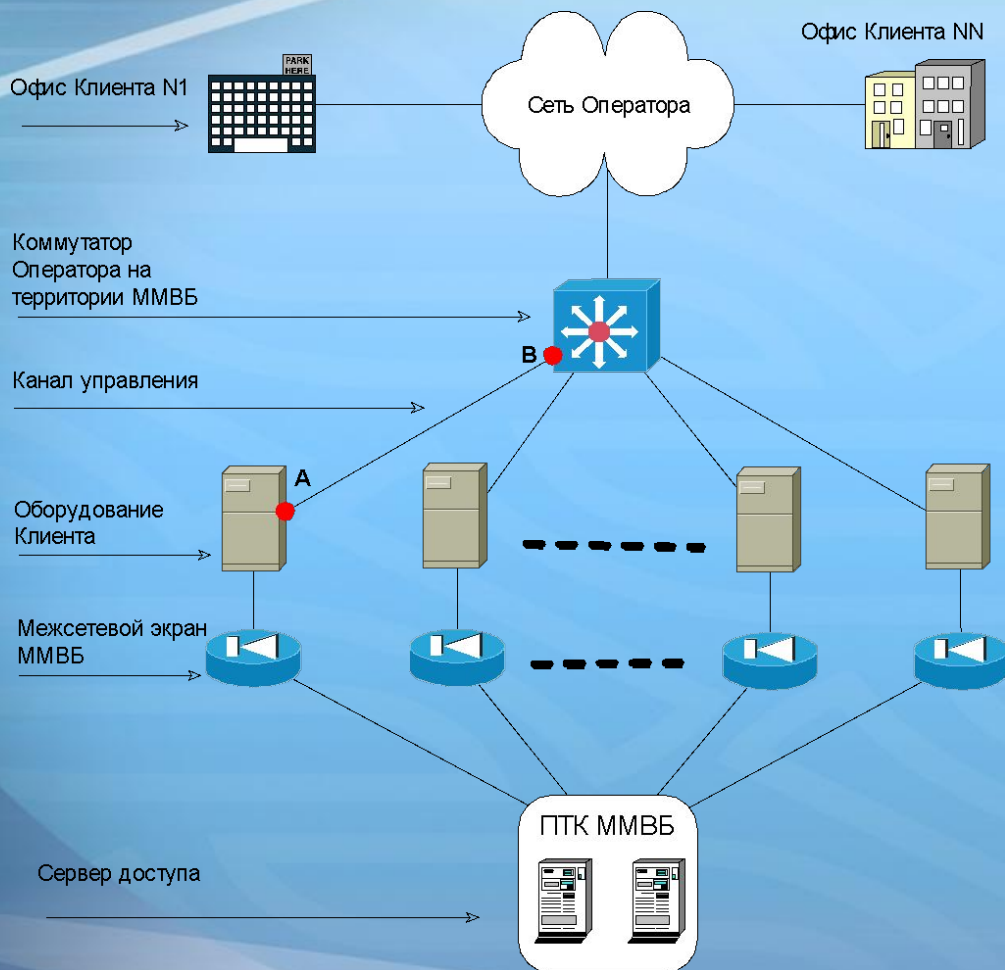 Офис Клиента NN
PARK
HERE
Офис Клиента N1
Сеть Оператора
Коммутатор
Оператора на
территории ММВБ
B
Канал управления
A
Оборудование
Клиента
Межсетевой экран
ММВБ
ПТК ММВБ
Сервер доступа